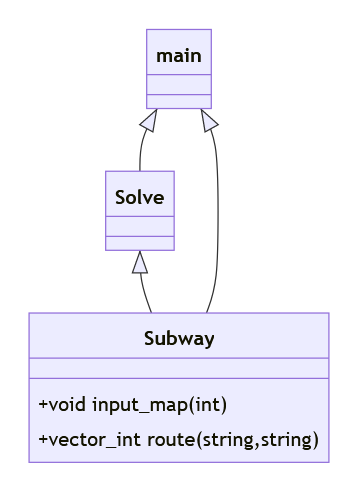 main
Solve
Subway
+void input_map(int)
+vector_int route(string,string)